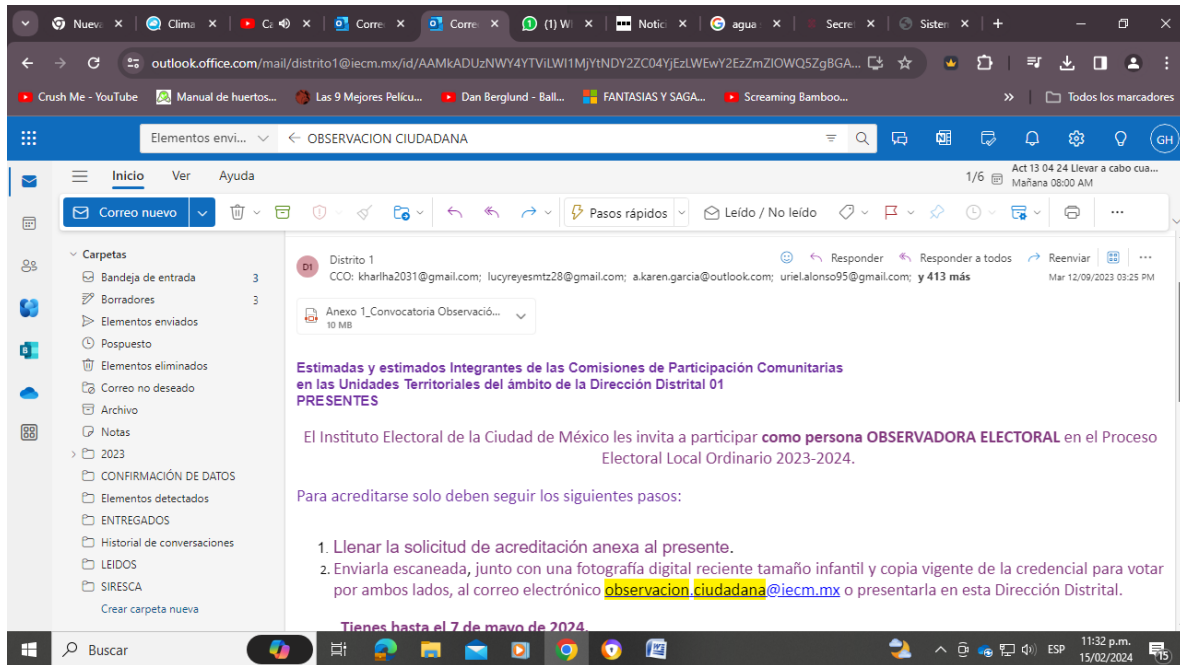 Nueva
Clima
Ca
Corre
Corre
(1) W
Notici
agua
Secre
Sisten
outlook.office.com/mail/distrito1@iecm.mx/id/AAMkADUzNWY4YTViLWI1MjYtNDY2ZC04YjEzLWEwY2EzZmZlOWQ5ZgBGA...
Crush Me - YouTube
Manual de huertos...
Las 9 Mejores Pelícu...
Dan Berglund - Ball...
FANTASIAS Y SAGA...
Screaming Bamboo...
»
Todos los marcadores
Elementos envi...
OBSERVACION CIUDADANA
GH
Inicio Ver Ayuda
1/6
Act 13 04 24 Llevar a cabo cua...
Mañana 08:00 AM
Correo nuevo
Pasos rápidos
Leído / No leído
Carpetas
Bandeja de entrada 3
Borradores 3
Elementos enviados
Pospuesto
Elementos eliminados
Correo no deseado
Archivo
Notas
2023
CONFIRMACIÓN DE DATOS
Elementos detectados
ENTREGADOS
Historial de conversaciones
LEIDOS
SIRESCA
Crear carpeta nueva
D1
Distrito 1
Responder Responder a todos Reenviar
CCO: kharlha2031@gmail.com; lucyreyesmtz28@gmail.com; a.karen.garcia@outlook.com; uriel.alonso95@gmail.com; y 413 más
Mar 12/09/2023 03:25 PM
Anexo 1_Convocatoria Observació...
10 MB
Estimadas y estimados Integrantes de las Comisiones de Participación Comunitarias
en las Unidades Territoriales del ámbito de la Dirección Distrital 01
PRESENTES
El Instituto Electoral de la Ciudad de México les invita a participar como persona OBSERVADORA ELECTORAL en el Proceso
Electoral Local Ordinario 2023-2024.
Para acreditarse solo deben seguir los siguientes pasos:
1. Llenar la solicitud de acreditación anexa al presente.
2. Enviarla escaneada, junto con una fotografía digital reciente tamaño infantil y copia vigente de la credencial para votar
por ambos lados, al correo electrónico observacion.ciudadana@iecm.mx o presentarla en esta Dirección Distrital.
Tienes hasta el 7 de mayo de 2024.
Buscar
ESP
11:32 p.m.
15/02/2024
15